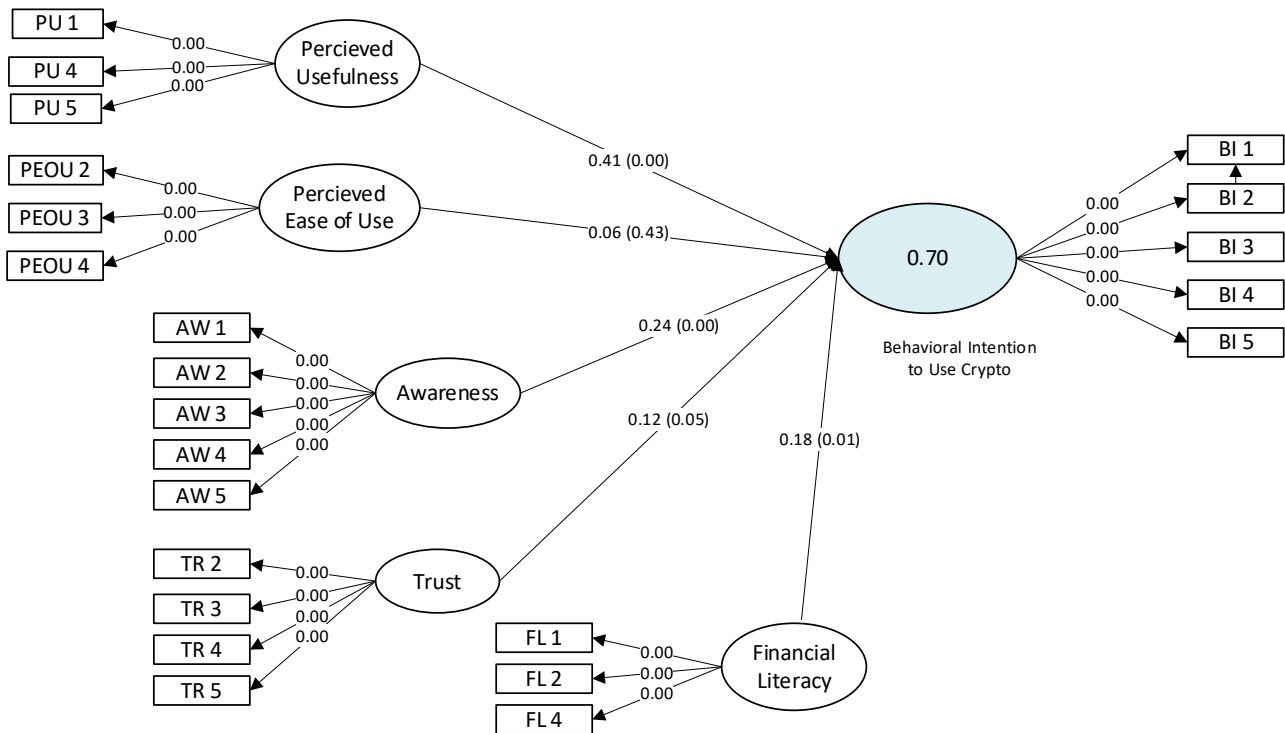 PU 1
0.00
PU 4
0.00
PU 5
0.00
Percieved
Usefulness
0.41 (0.00)
PEOU 2
0.00
PEOU 3
0.00
PEOU 4
0.00
Percieved
Ease of Use
0.06 (0.43)
AW 1
0.00
AW 2
0.00
AW 3
0.00
AW 4
0.00
AW 5
0.00
Awareness
0.24 (0.00)
TR 2
0.00
TR 3
0.00
TR 4
0.00
TR 5
0.00
Trust
0.12 (0.05)
FL 1
0.00
FL 2
0.00
FL 4
0.00
Financial
Literacy
0.18 (0.01)
0.70
Behavioral Intention
to Use Crypto
0.00
BI 1
0.00
BI 2
0.00
BI 3
0.00
BI 4
0.00
BI 5